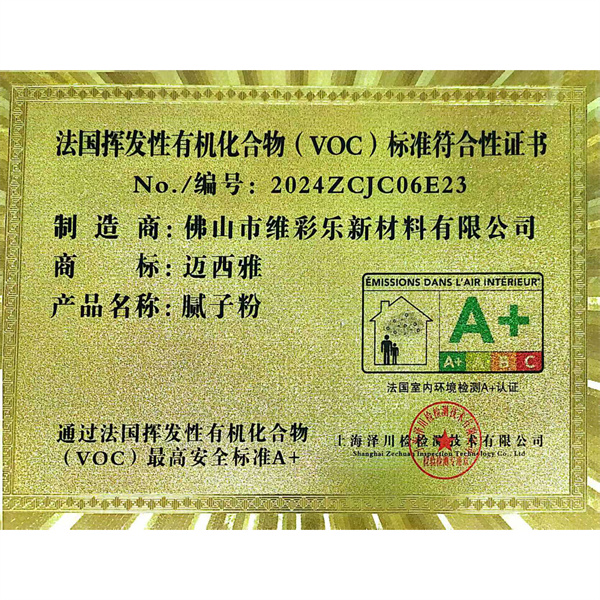 法国挥发性有机化合物（VOC）标准符合性证书
No./编号：2024ZCJC06E23
制造商：佛山市维彩乐新材料有限公司
商标：迈西雅
产品名称：腻子粉
ÉMISSIONS DANS L'AIR INTÉRIEUR*
A+
A+ A B C
法国室内环境检测A+认证
通过法国挥发性有机化合物
（VOC）最高安全标准A+
上海泽川检检测技术有限公司
Shanghai Zechuan Inspection Technology Co., Ltd